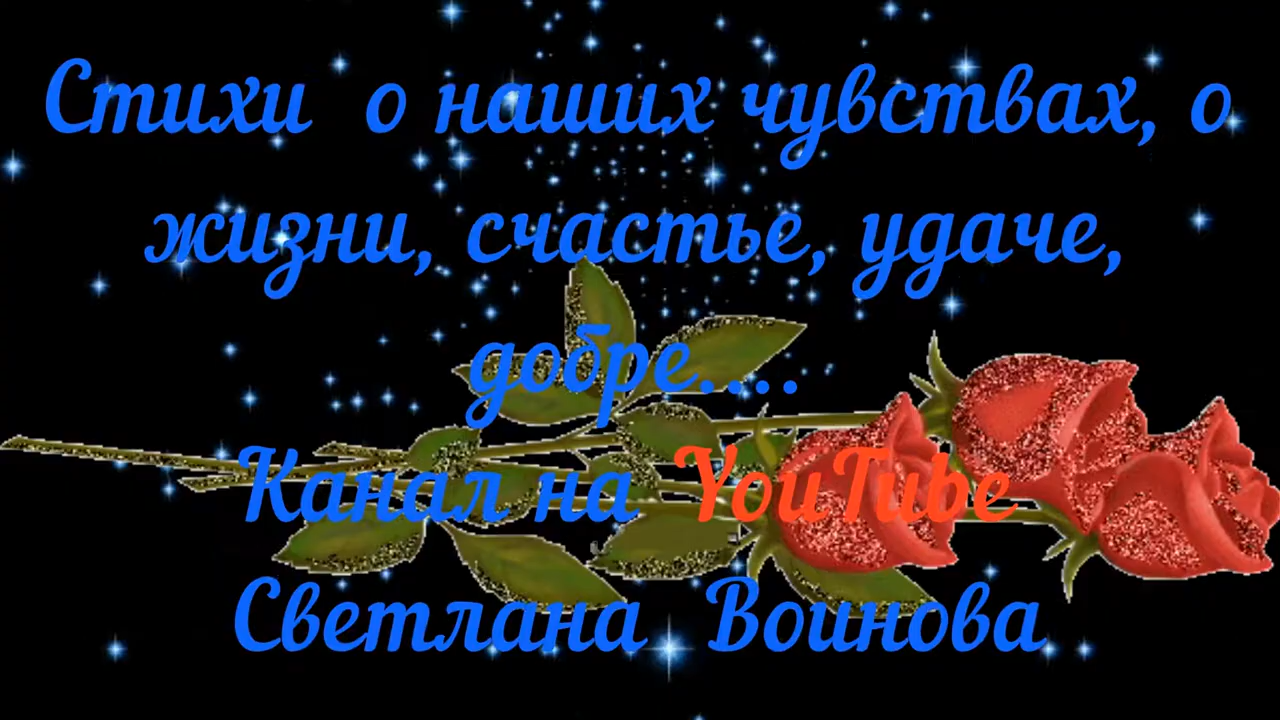 Стихи о наших чувствах, о
жизни, счастье, удаче,
добре....
Канал на YouTube
Светлана Воинова